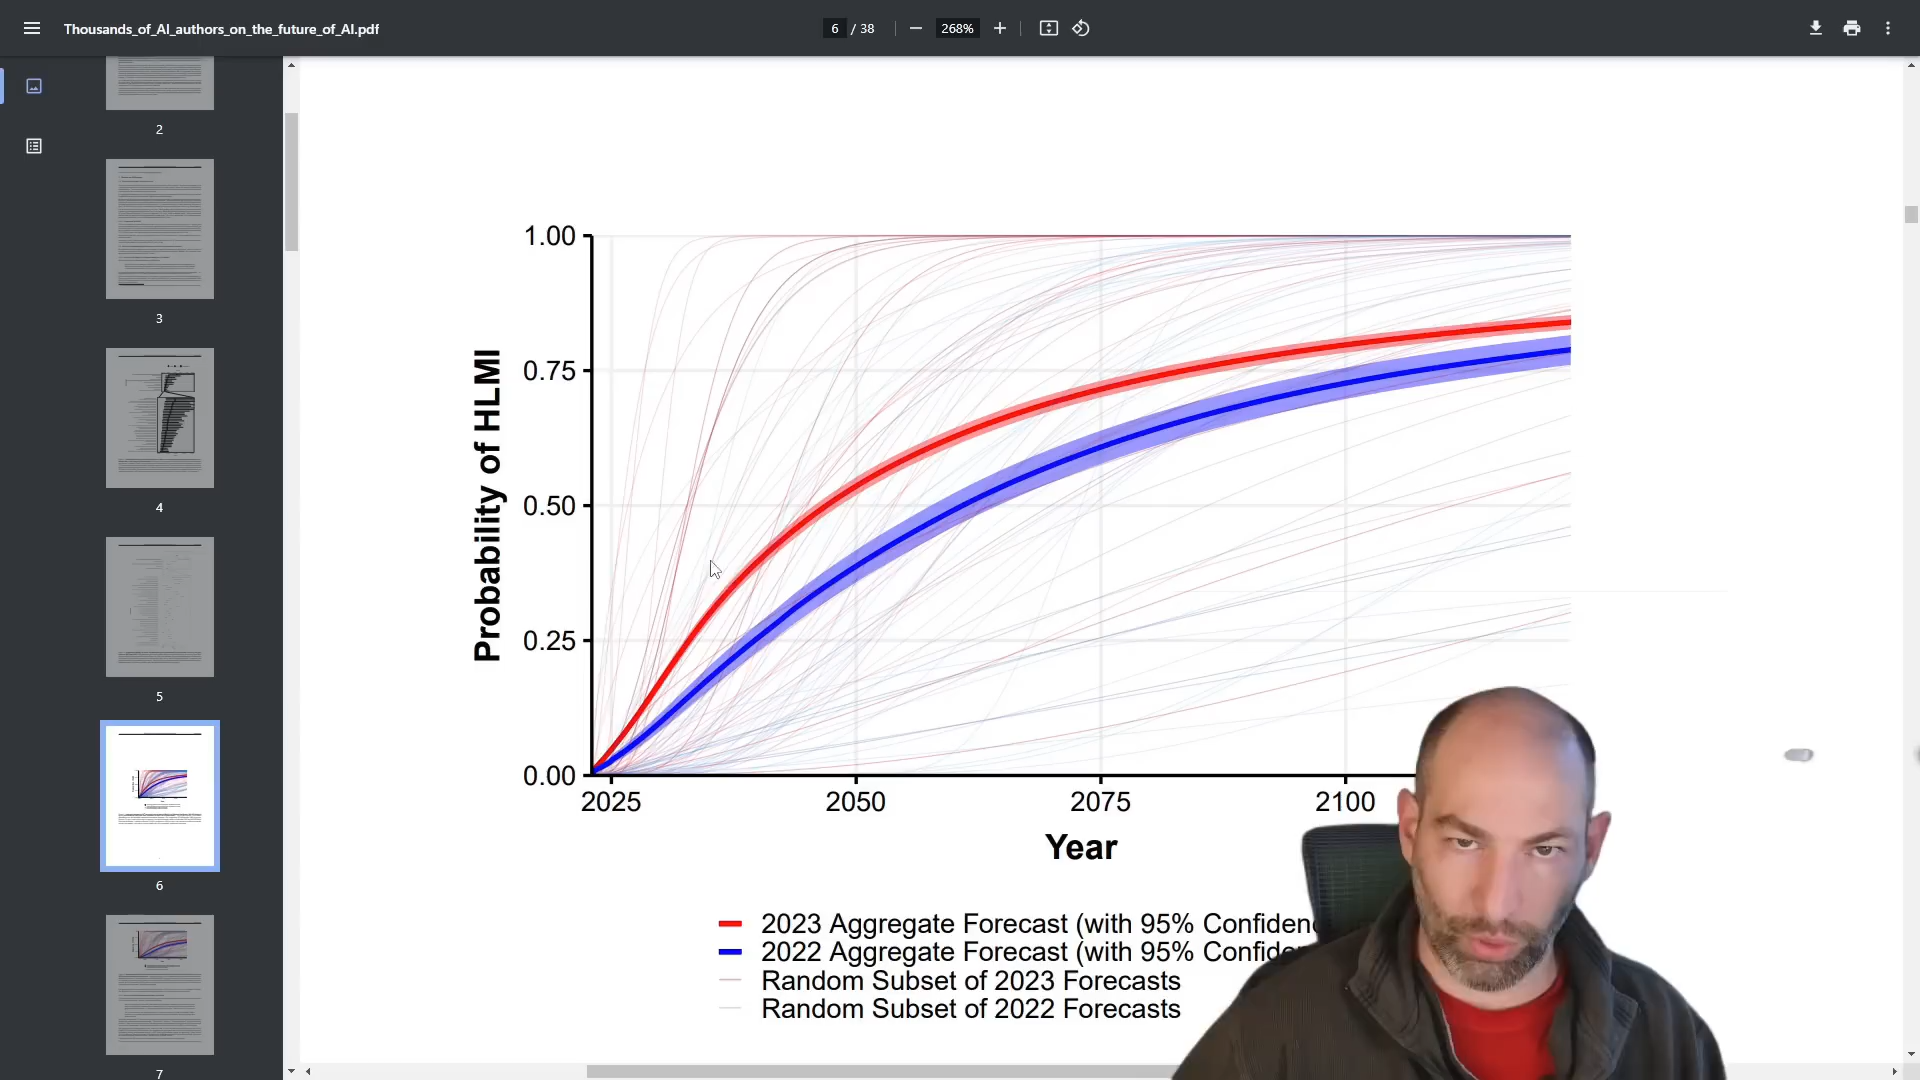 Thousands_of_AI_authors_on_the_future_of_AI.pdf
6 / 38
268%
2
3
4
5
6
7
1.00
0.75
0.50
0.25
0.00
Probability of HLMI
2025 2050 2075 2100
Year
2023 Aggregate Forecast (with 95% Confiden
2022 Aggregate Forecast (with 95% Confide
Random Subset of 2023 Forecasts
Random Subset of 2022 Forecasts